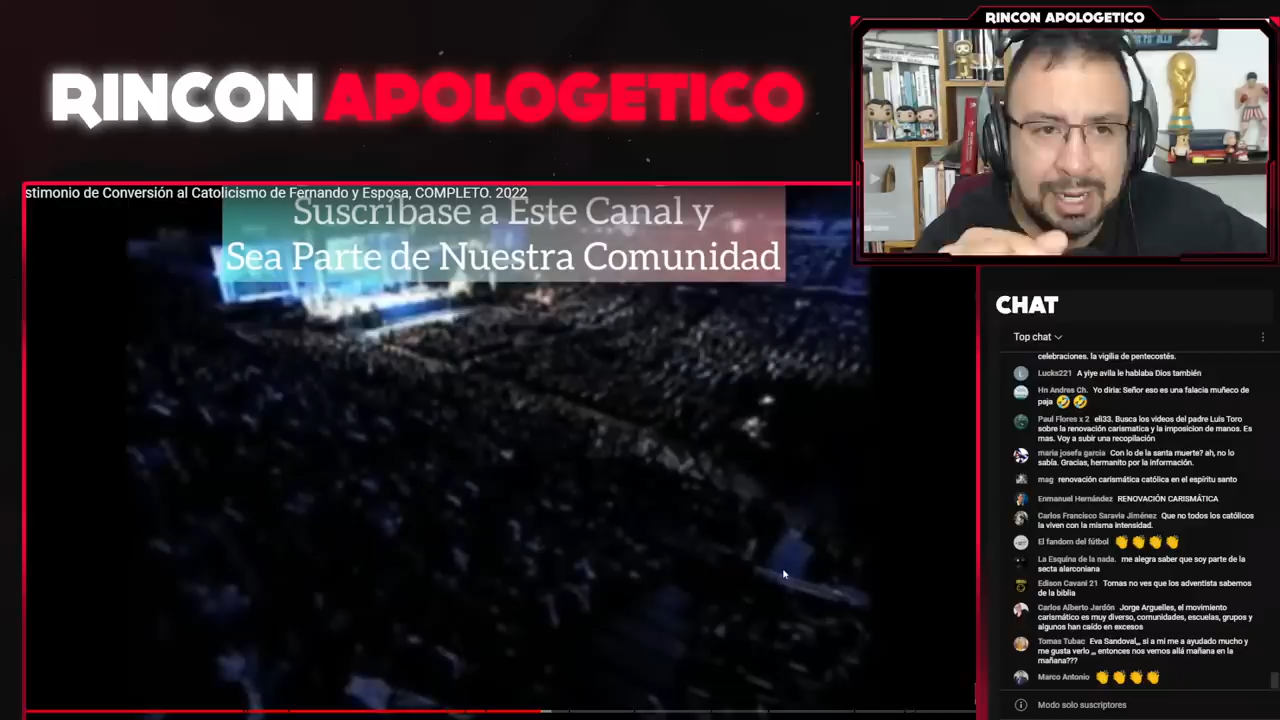 RINCON APOLOGETICO
RINCON APOLOGETICO
stimonio de Conversión al Catolicismo de Fernando y Esposa, COMPLETO. 2022
Suscríbase a Este Canal y
Sea Parte de Nuestra Comunidad
CHAT
Top chat
celebraciones. la vigilia de pentecostés.
Lucks221 A yiye avila le hablaba Dios también
Hn Andres Ch. Yo diria: Señor eso es una falacia muñeco de
paja 🤣 🤣
Paul Flores x 2 eli33. Busca los videos del padre Luis Toro
sobre la renovación carismatica y la imposicion de manos. Es
mas. Voy a subir una recopilación
maria josefa garcia Con lo de la santa muerte? ah, no lo
sabía. Gracias, hermanito por la información.
mag renovación carismática católica en el espíritu santo
Enmanuel Hernández RENOVACIÓN CARISMÁTICA
Carlos Francisco Saravia Jiménez Que no todos los católicos
la viven con la misma intensidad.
El fandom del fútbol 👏 👏 👏 👏
La Esquina de la nada. me alegra saber que soy parte de la
secta alarconiana
Edison Cavani 21 Tomas no ves que los adventista sabemos
de la biblia
Carlos Alberto Jardón Jorge Arguelles, el movimiento
carismático es muy diverso, comunidades, escuelas, grupos y
algunos han caído en excesos
Tomas Tubac Eva Sandoval,,, si a mi me a ayudado mucho y
me gusta verlo ,,, entonces nos vemos allá mañana en la
mañana???
Marco Antonio 👏 👏 👏 👏
Modo solo suscriptores